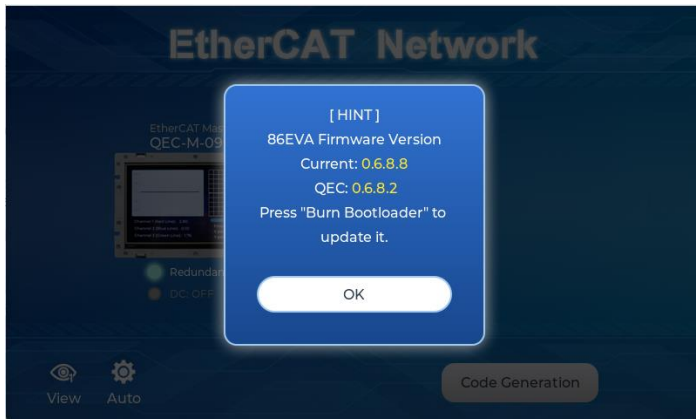 EtherCAT Network
EtherCAT Mas
QEC-M-09
[ HINT ]
86EVA Firmware Version
Current: 0.6.8.8
QEC: 0.6.8.2
Press "Burn Bootloader" to
update it.
OK
Redundan
DC: OFF
View
Auto
Code Generation